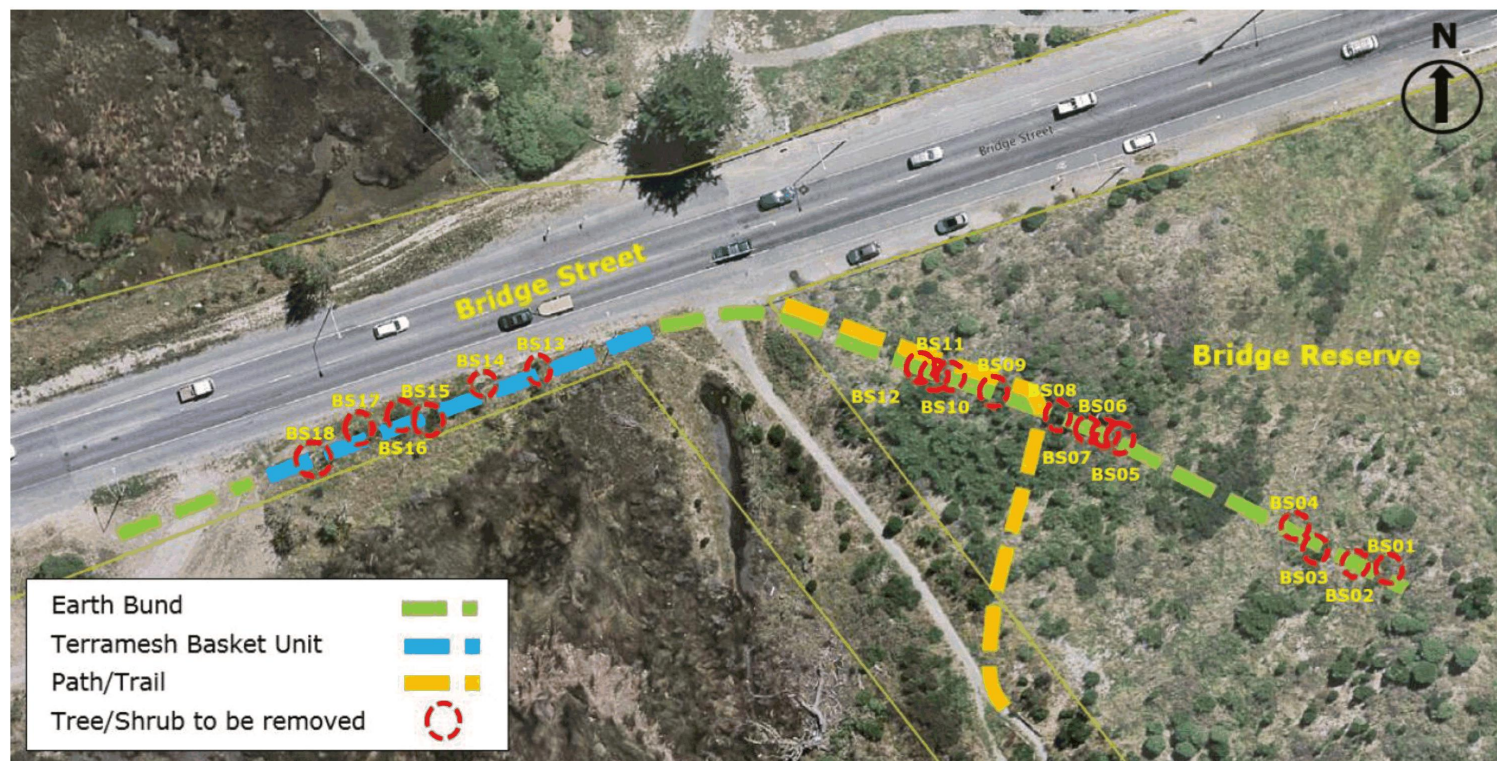 N
Bridge Street
Bridge Street
Bridge Reserve
BS11
BS13
BS09
BS14
BS12
BS10
BS08
BS17
BS15
BS06
BS18
BS16
BS07
BS05
BS04
BS01
BS03
BS02
Earth Bund
Terramesh Basket Unit
Path/Trail
Tree/Shrub to be removed